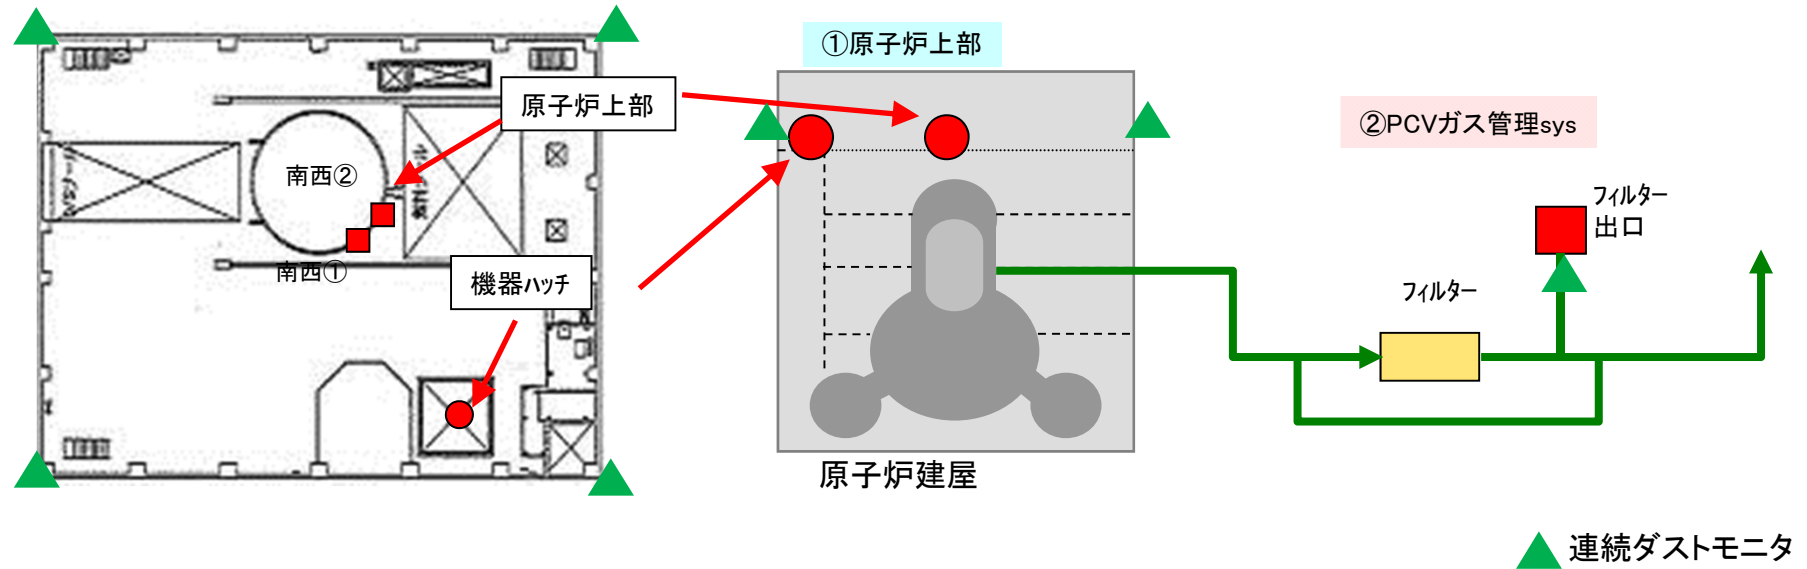 ①原子炉上部
原子炉上部
②PCVガス管理sys
南西②
フィルター
出口
南西①
機器ハッチ
フィルター
原子炉建屋
連続ダストモニタ